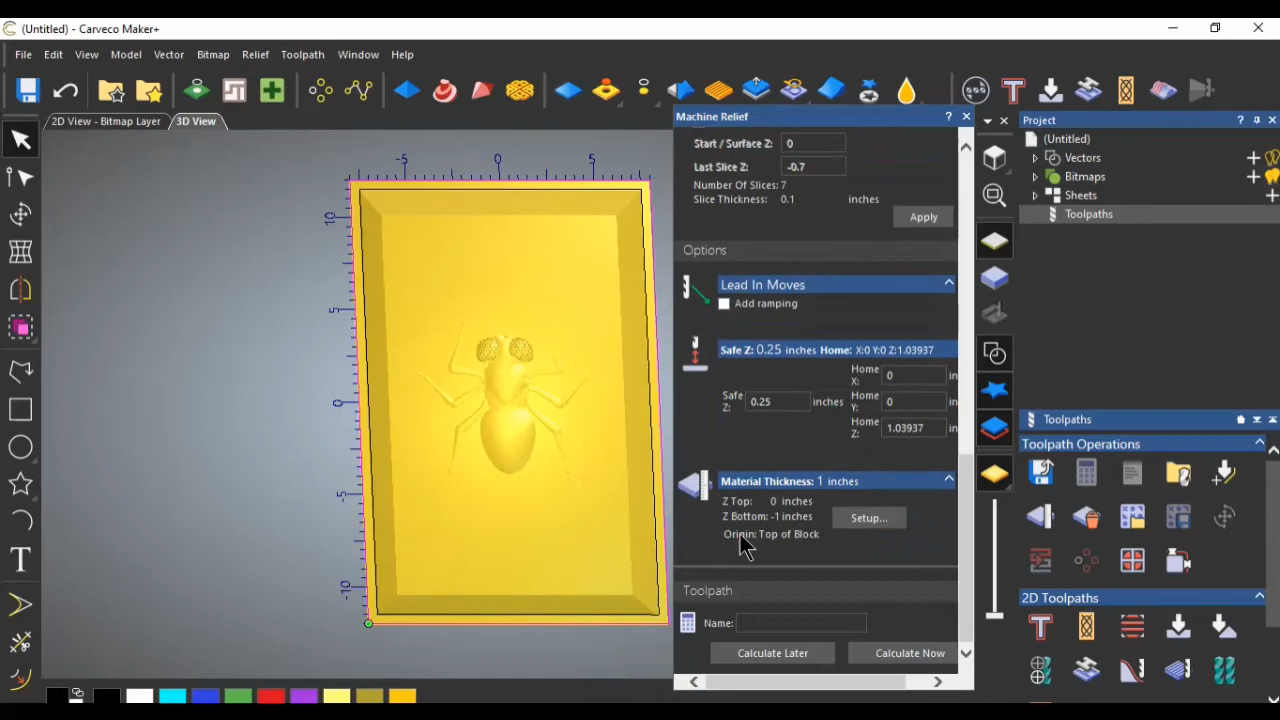 (Untitled) - Carveco Maker+
File Edit View Model Vector Bitmap Relief Toolpath Window Help
2D View - Bitmap Layer 3D View
-5 0 5
10
5
0
-5
-10
Machine Relief ?
Start / Surface Z: 0
Last Slice Z: -0.7
Number Of Slices: 7
Slice Thickness: 0.1 inches
Apply
Options
Lead In Moves
Add ramping
Safe Z: 0.25 inches Home: X:0 Y:0 Z:1.03937
Home X: 0 in
Safe Z: 0.25 inches
Home Y: 0 in
Home Z: 1.03937 in
Material Thickness: 1 inches
Z Top: 0 inches
Z Bottom: -1 inches
Setup...
Origin: Top of Block
Toolpath
Name:
Calculate Later Calculate Now
Project ?
(Untitled)
Vectors
Bitmaps
Sheets
Toolpaths
Toolpaths
Toolpath Operations
2D Toolpaths